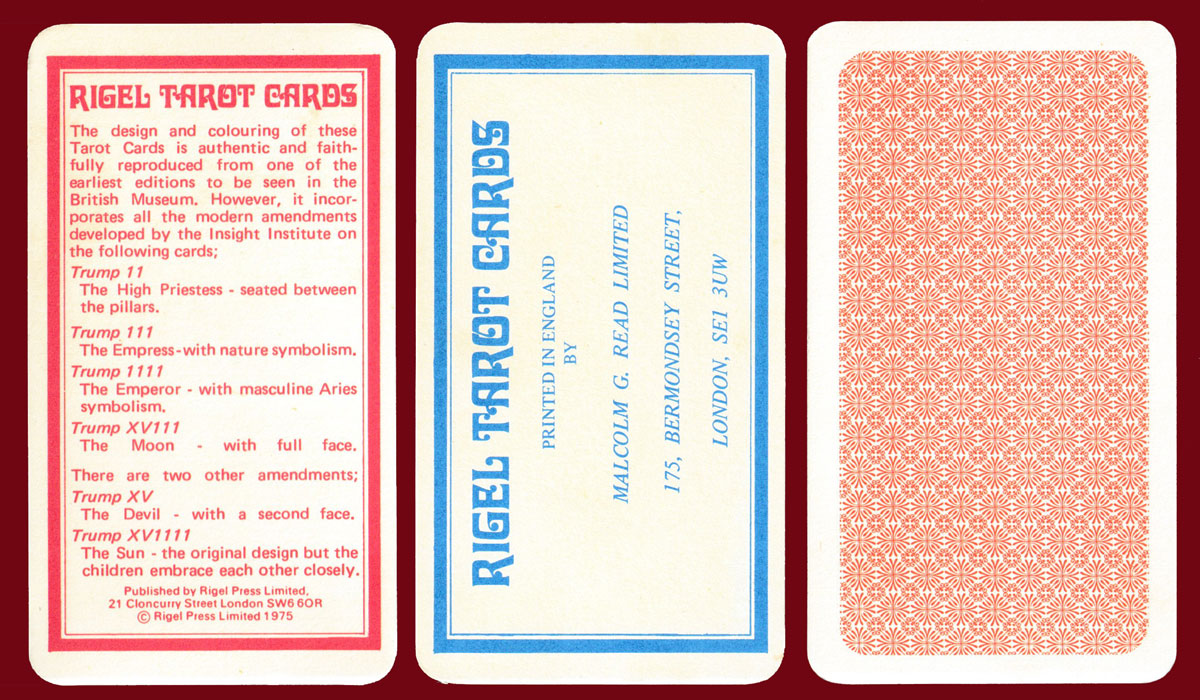 RIGEL TAROT CARDS
The design and colouring of these
Tarot Cards is authentic and faith-
fully reproduced from one of the
earliest editions to be seen in the
British Museum. However, it incor-
porates all the modern amendments
developed by the Insight Institute on
the following cards;
Trump 11
The High Priestess - seated between
the pillars.
Trump 111
The Empress-with nature symbolism.
Trump 1111
The Emperor - with masculine Aries
symbolism.
Trump XV111
The Moon - with full face.
There are two other amendments;
Trump XV
The Devil - with a second face.
Trump XV1111
The Sun - the original design but the
children embrace each other closely.
Published by Rigel Press Limited,
21 Cloncurry Street London SW6 6OR
© Rigel Press Limited 1975
RIGEL TAROT CARDS
PRINTED IN ENGLAND
BY
MALCOLM G. READ LIMITED
175, BERMONDSEY STREET,
LONDON, SE1 3UW